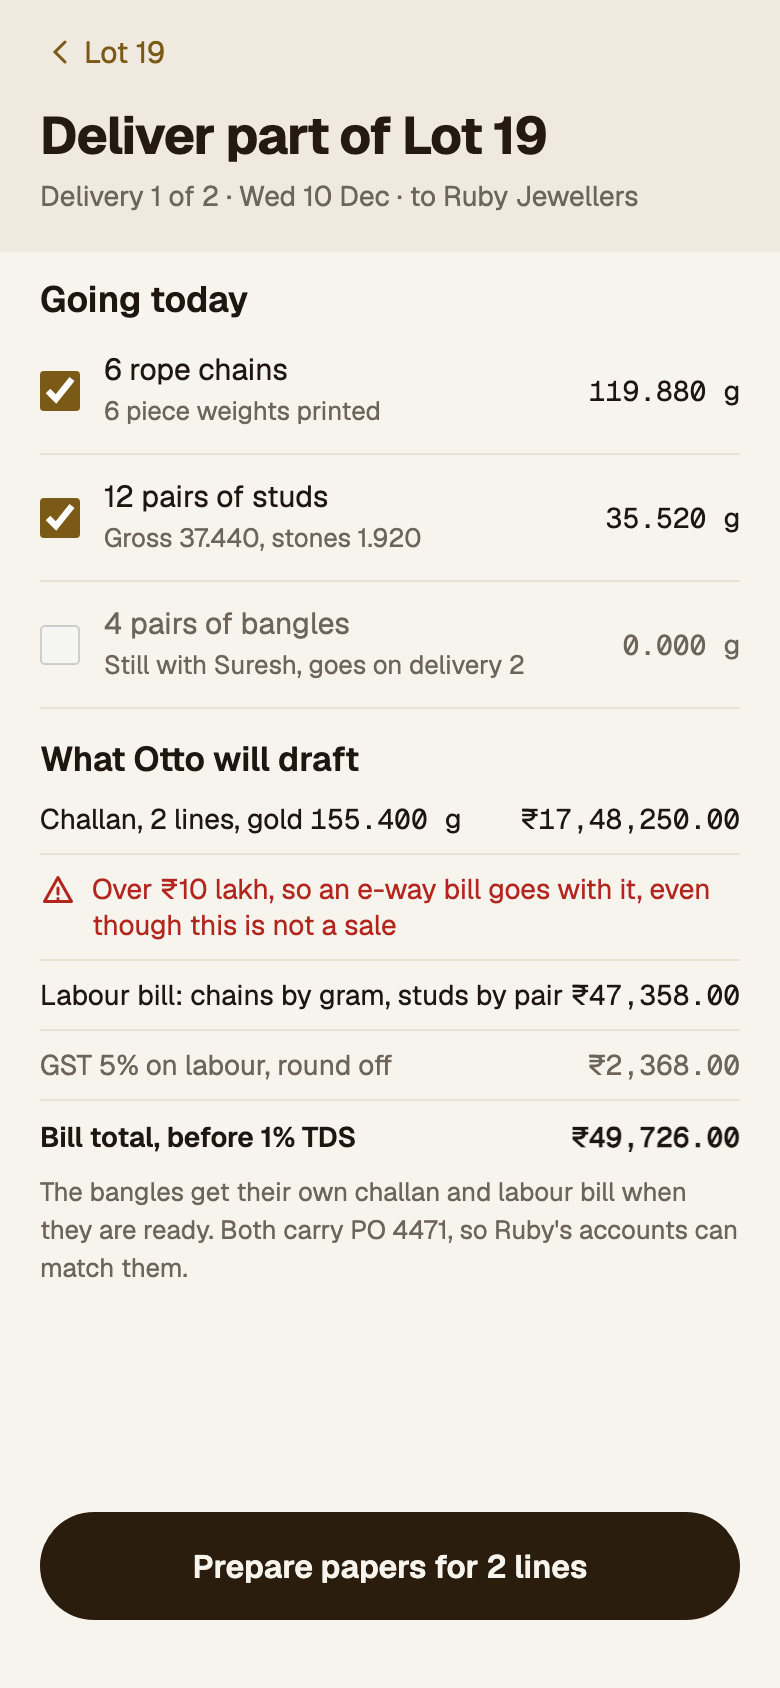 Lot 19
Deliver part of Lot 19
Delivery 1 of 2 · Wed 10 Dec · to Ruby Jewellers
Going today
6 rope chains
6 piece weights printed
119.880 g
12 pairs of studs
Gross 37.440, stones 1.920
35.520 g
4 pairs of bangles
Still with Suresh, goes on delivery 2
0.000 g
What Otto will draft
Challan, 2 lines, gold 155.400 g ₹17,48,250.00
Over ₹10 lakh, so an e-way bill goes with it, even
though this is not a sale
Labour bill: chains by gram, studs by pair ₹47,358.00
GST 5% on labour, round off ₹2,368.00
Bill total, before 1% TDS ₹49,726.00
The bangles get their own challan and labour bill when
they are ready. Both carry PO 4471, so Ruby's accounts can
match them.
Prepare papers for 2 lines